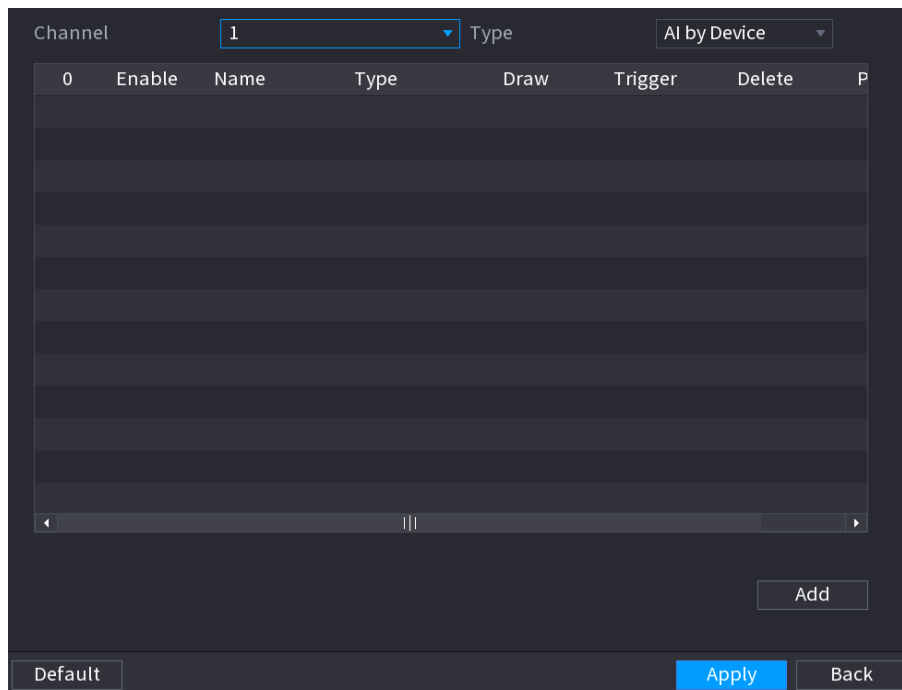 Channel 1 Type AI by Device
0 Enable Name Type Draw Trigger Delete P
Add
Default Apply Back